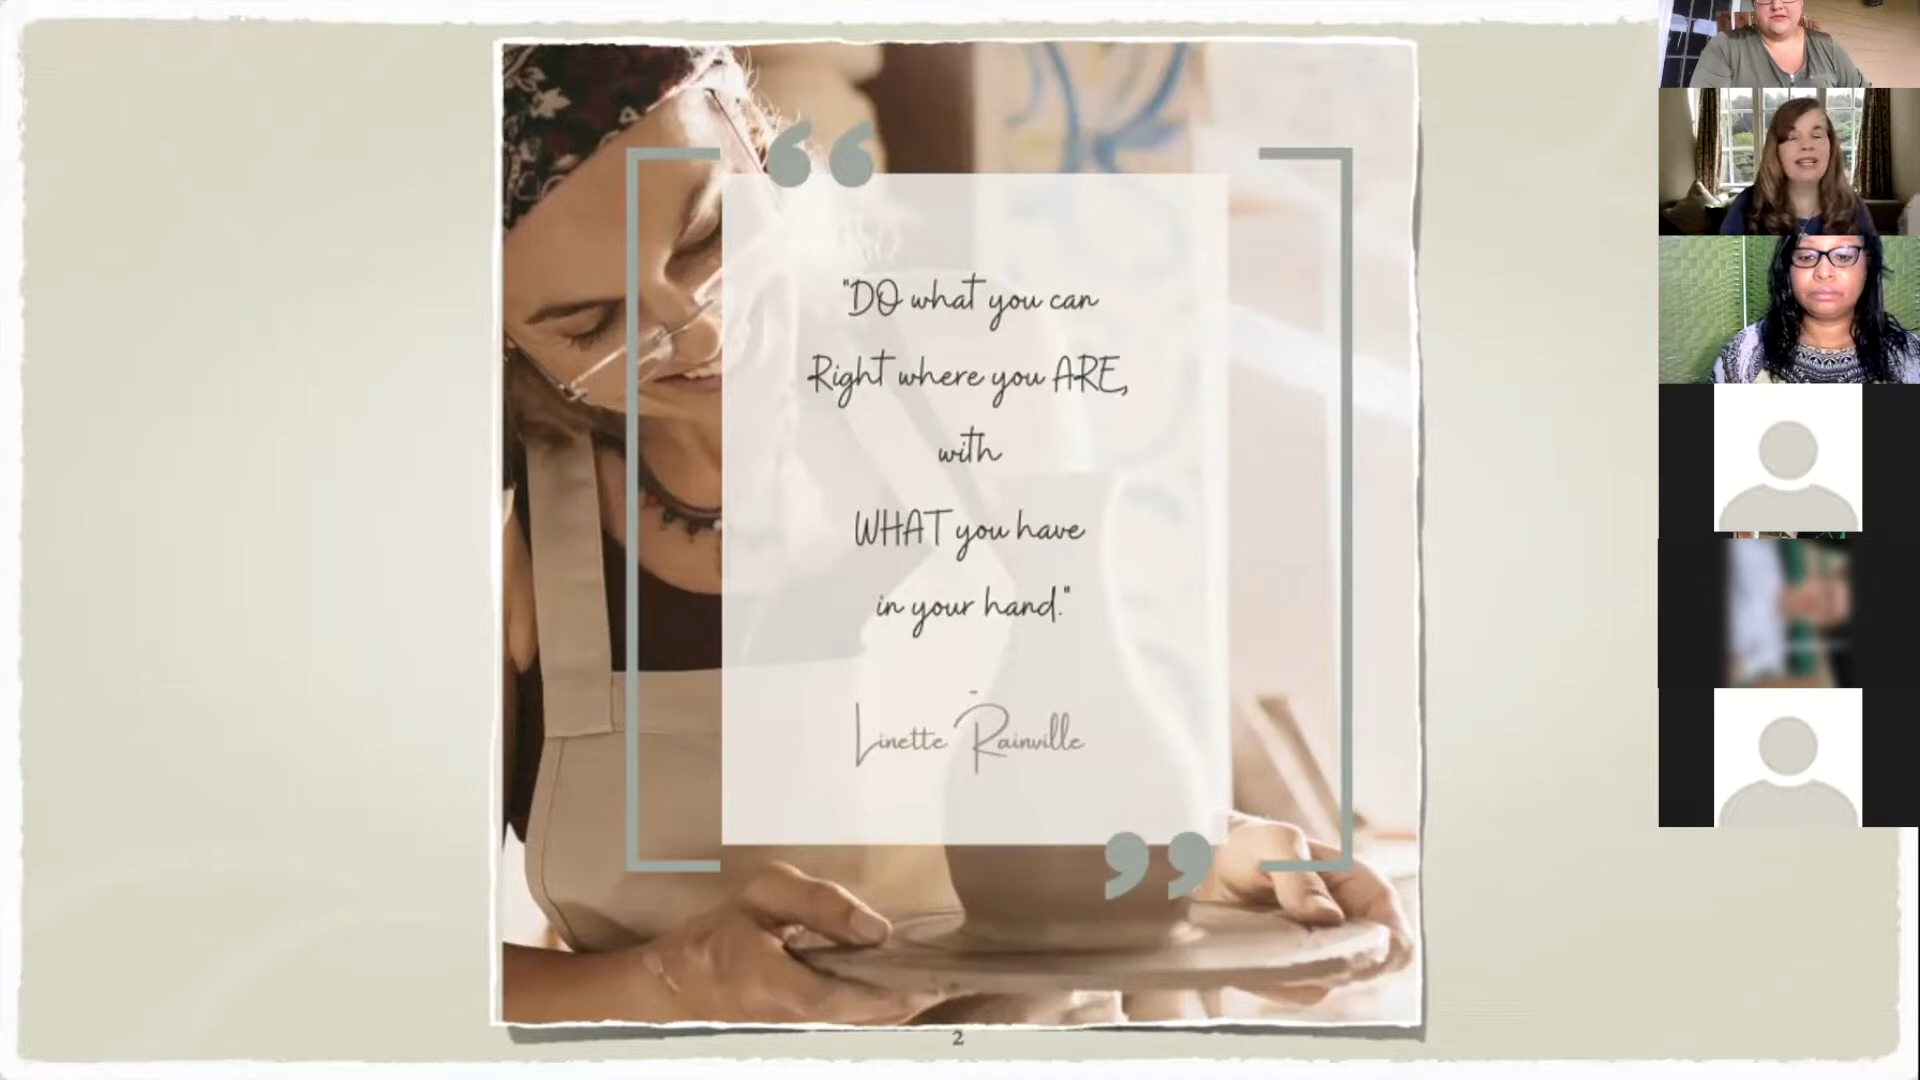 "DO what you can
Right where you ARE,
with
WHAT you have
in your hand."
-
Linette Rainville
2